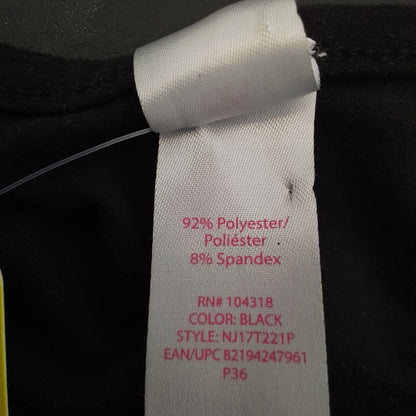 92% Polyester/
Poliéster
8% Spandex
RN# 104318
COLOR: BLACK
STYLE: NJ17T221P
EAN/UPC 82194247961
P36